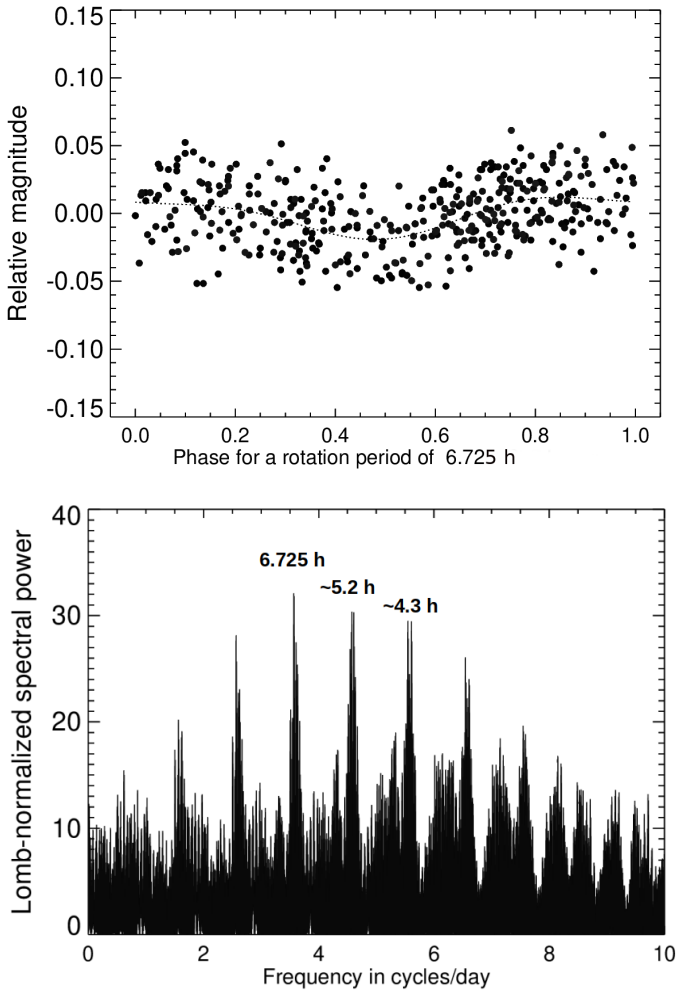 Relative magnitude
0.15
0.10
0.05
0.00
-0.05
-0.10
-0.15
0.0 0.2 0.4 0.6 0.8 1.0
Phase for a rotation period of 6.725 h
Lomb-normalized spectral power
40
30
20
10
0
6.725 h
~5.2 h
~4.3 h
0 2 4 6 8 10
Frequency in cycles/day